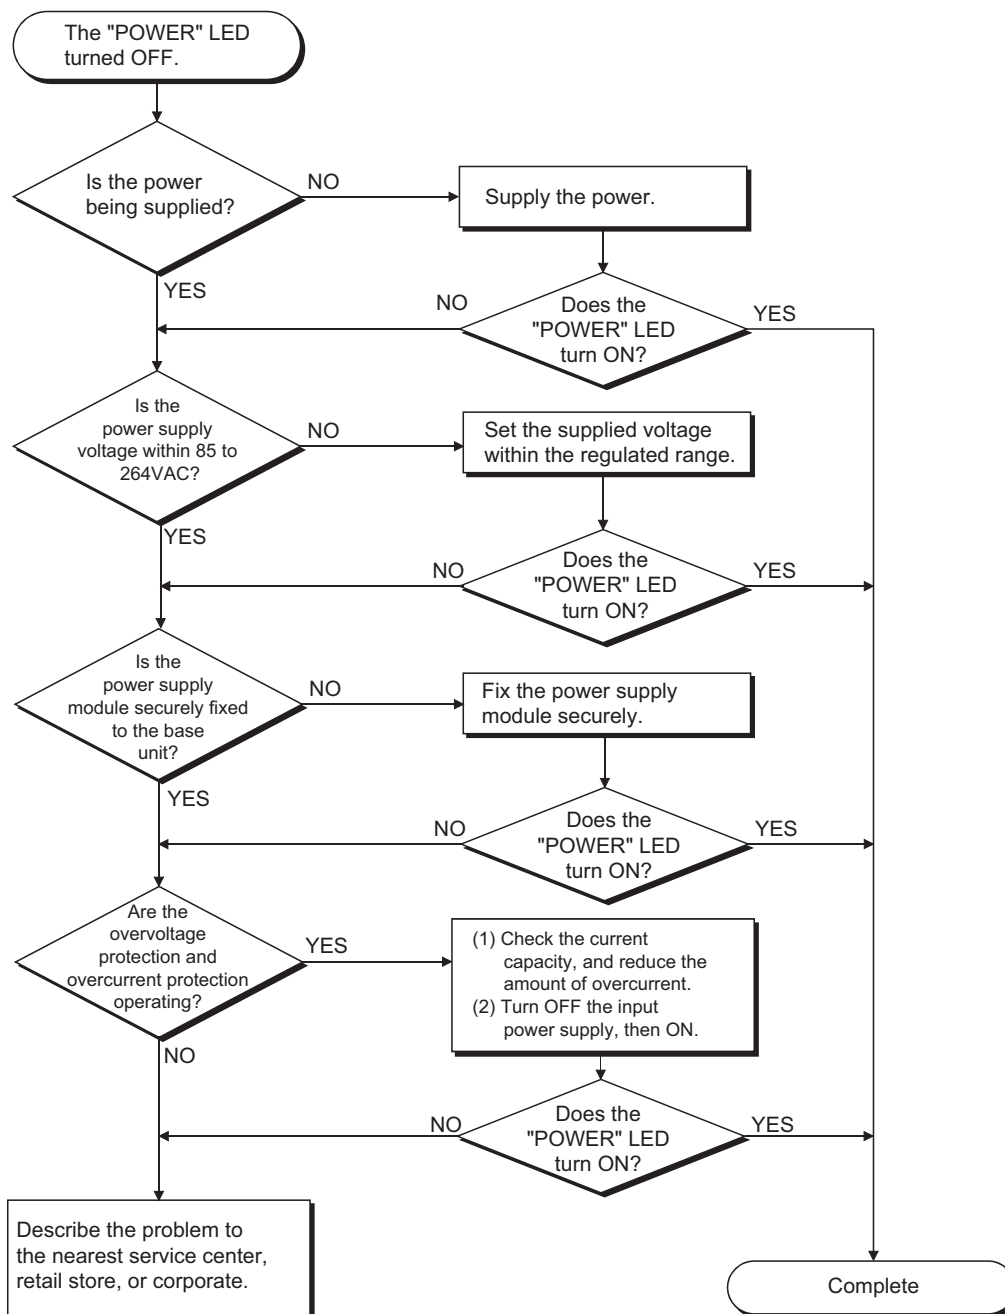 The "POWER" LED
turned OFF.
Is the power
being supplied?
NO
Supply the power.
YES
NO
Does the
"POWER" LED
turn ON?
YES
Is the
power supply
voltage within 85 to
264VAC?
NO
Set the supplied voltage
within the regulated range.
YES
NO
Does the
"POWER" LED
turn ON?
YES
Is the
power supply
module securely fixed
to the base
unit?
NO
Fix the power supply
module securely.
YES
NO
Does the
"POWER" LED
turn ON?
YES
Are the
overvoltage
protection and
overcurrent protection
operating?
YES
(1) Check the current
capacity, and reduce the
amount of overcurrent.
(2) Turn OFF the input
power supply, then ON.
NO
NO
Does the
"POWER" LED
turn ON?
YES
Describe the problem to
the nearest service center,
retail store, or corporate.
Complete